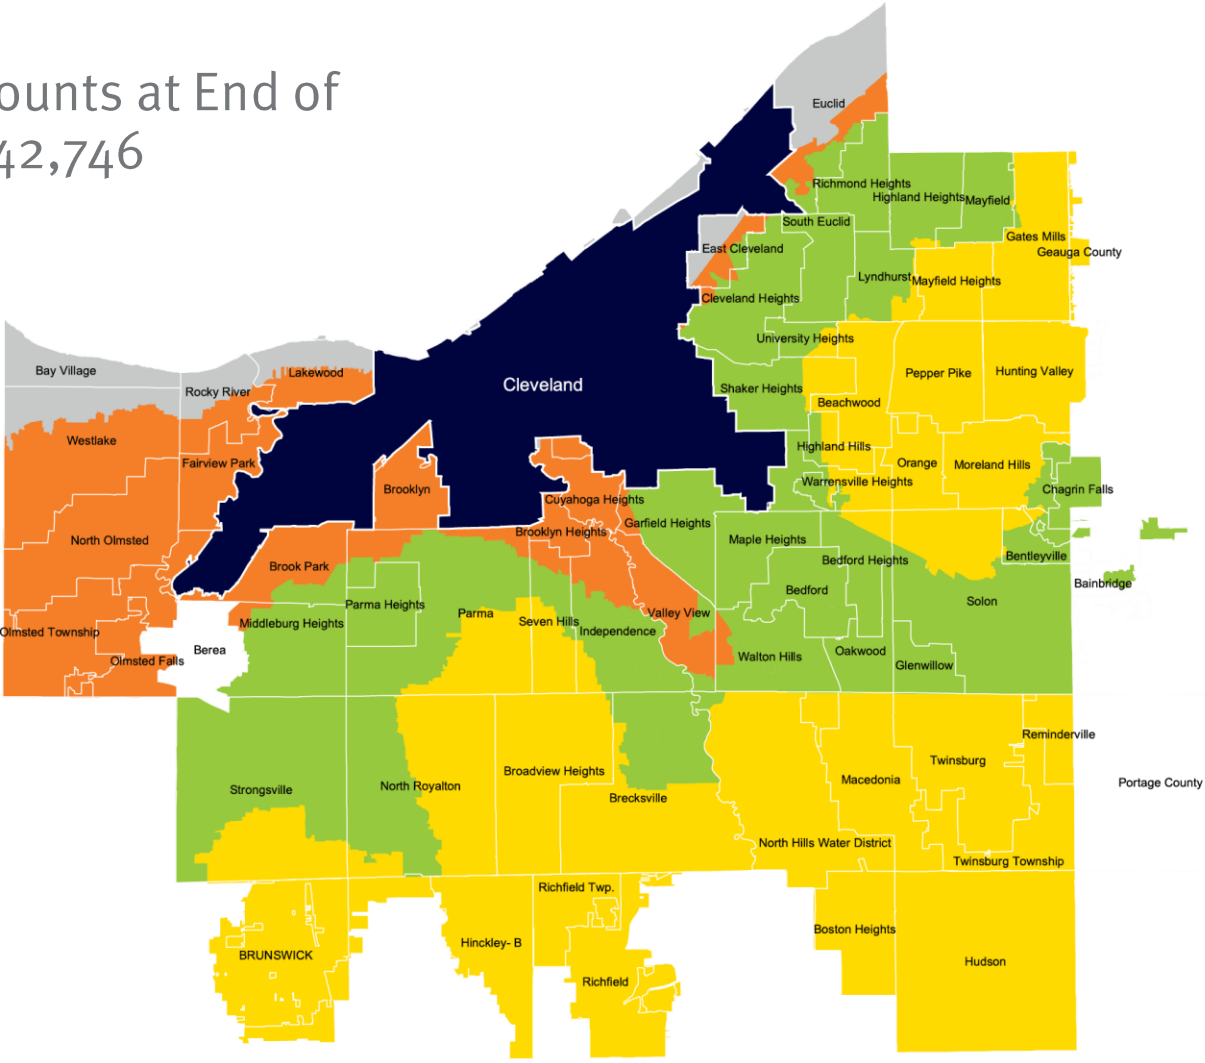 ounts at End of
42,746
Euclid
Richmond Heights
Highland Heights
Mayfield
South Euclid
Gates Mills
East Cleveland
Geauga County
Lyndhurst
Mayfield Heights
Cleveland Heights
University Heights
Bay Village
Lakewood
Rocky River
Cleveland
Shaker Heights
Pepper Pike
Hunting Valley
Beachwood
Westlake
Highland Hills
Fairview Park
Orange
Moreland Hills
Warrensville Heights
Brooklyn
Chagrin Falls
Cuyahoga Heights
Garfield Heights
North Olmsted
Brooklyn Heights
Maple Heights
Bedford Heights
Bentleyville
Brook Park
Bainbridge
Bedford
Solon
Parma Heights
Parma
Valley View
Middleburg Heights
Seven Hills
Independence
Olmsted Township
Berea
Oakwood
Walton Hills
Olmsted Falls
Glenwillow
Reminderville
Twinsburg
Broadview Heights
Macedonia
Portage County
North Royalton
Strongsville
Brecksville
North Hills Water District
Twinsburg Township
Richfield Twp.
Boston Heights
Hinckley- B
BRUNSWICK
Hudson
Richfield